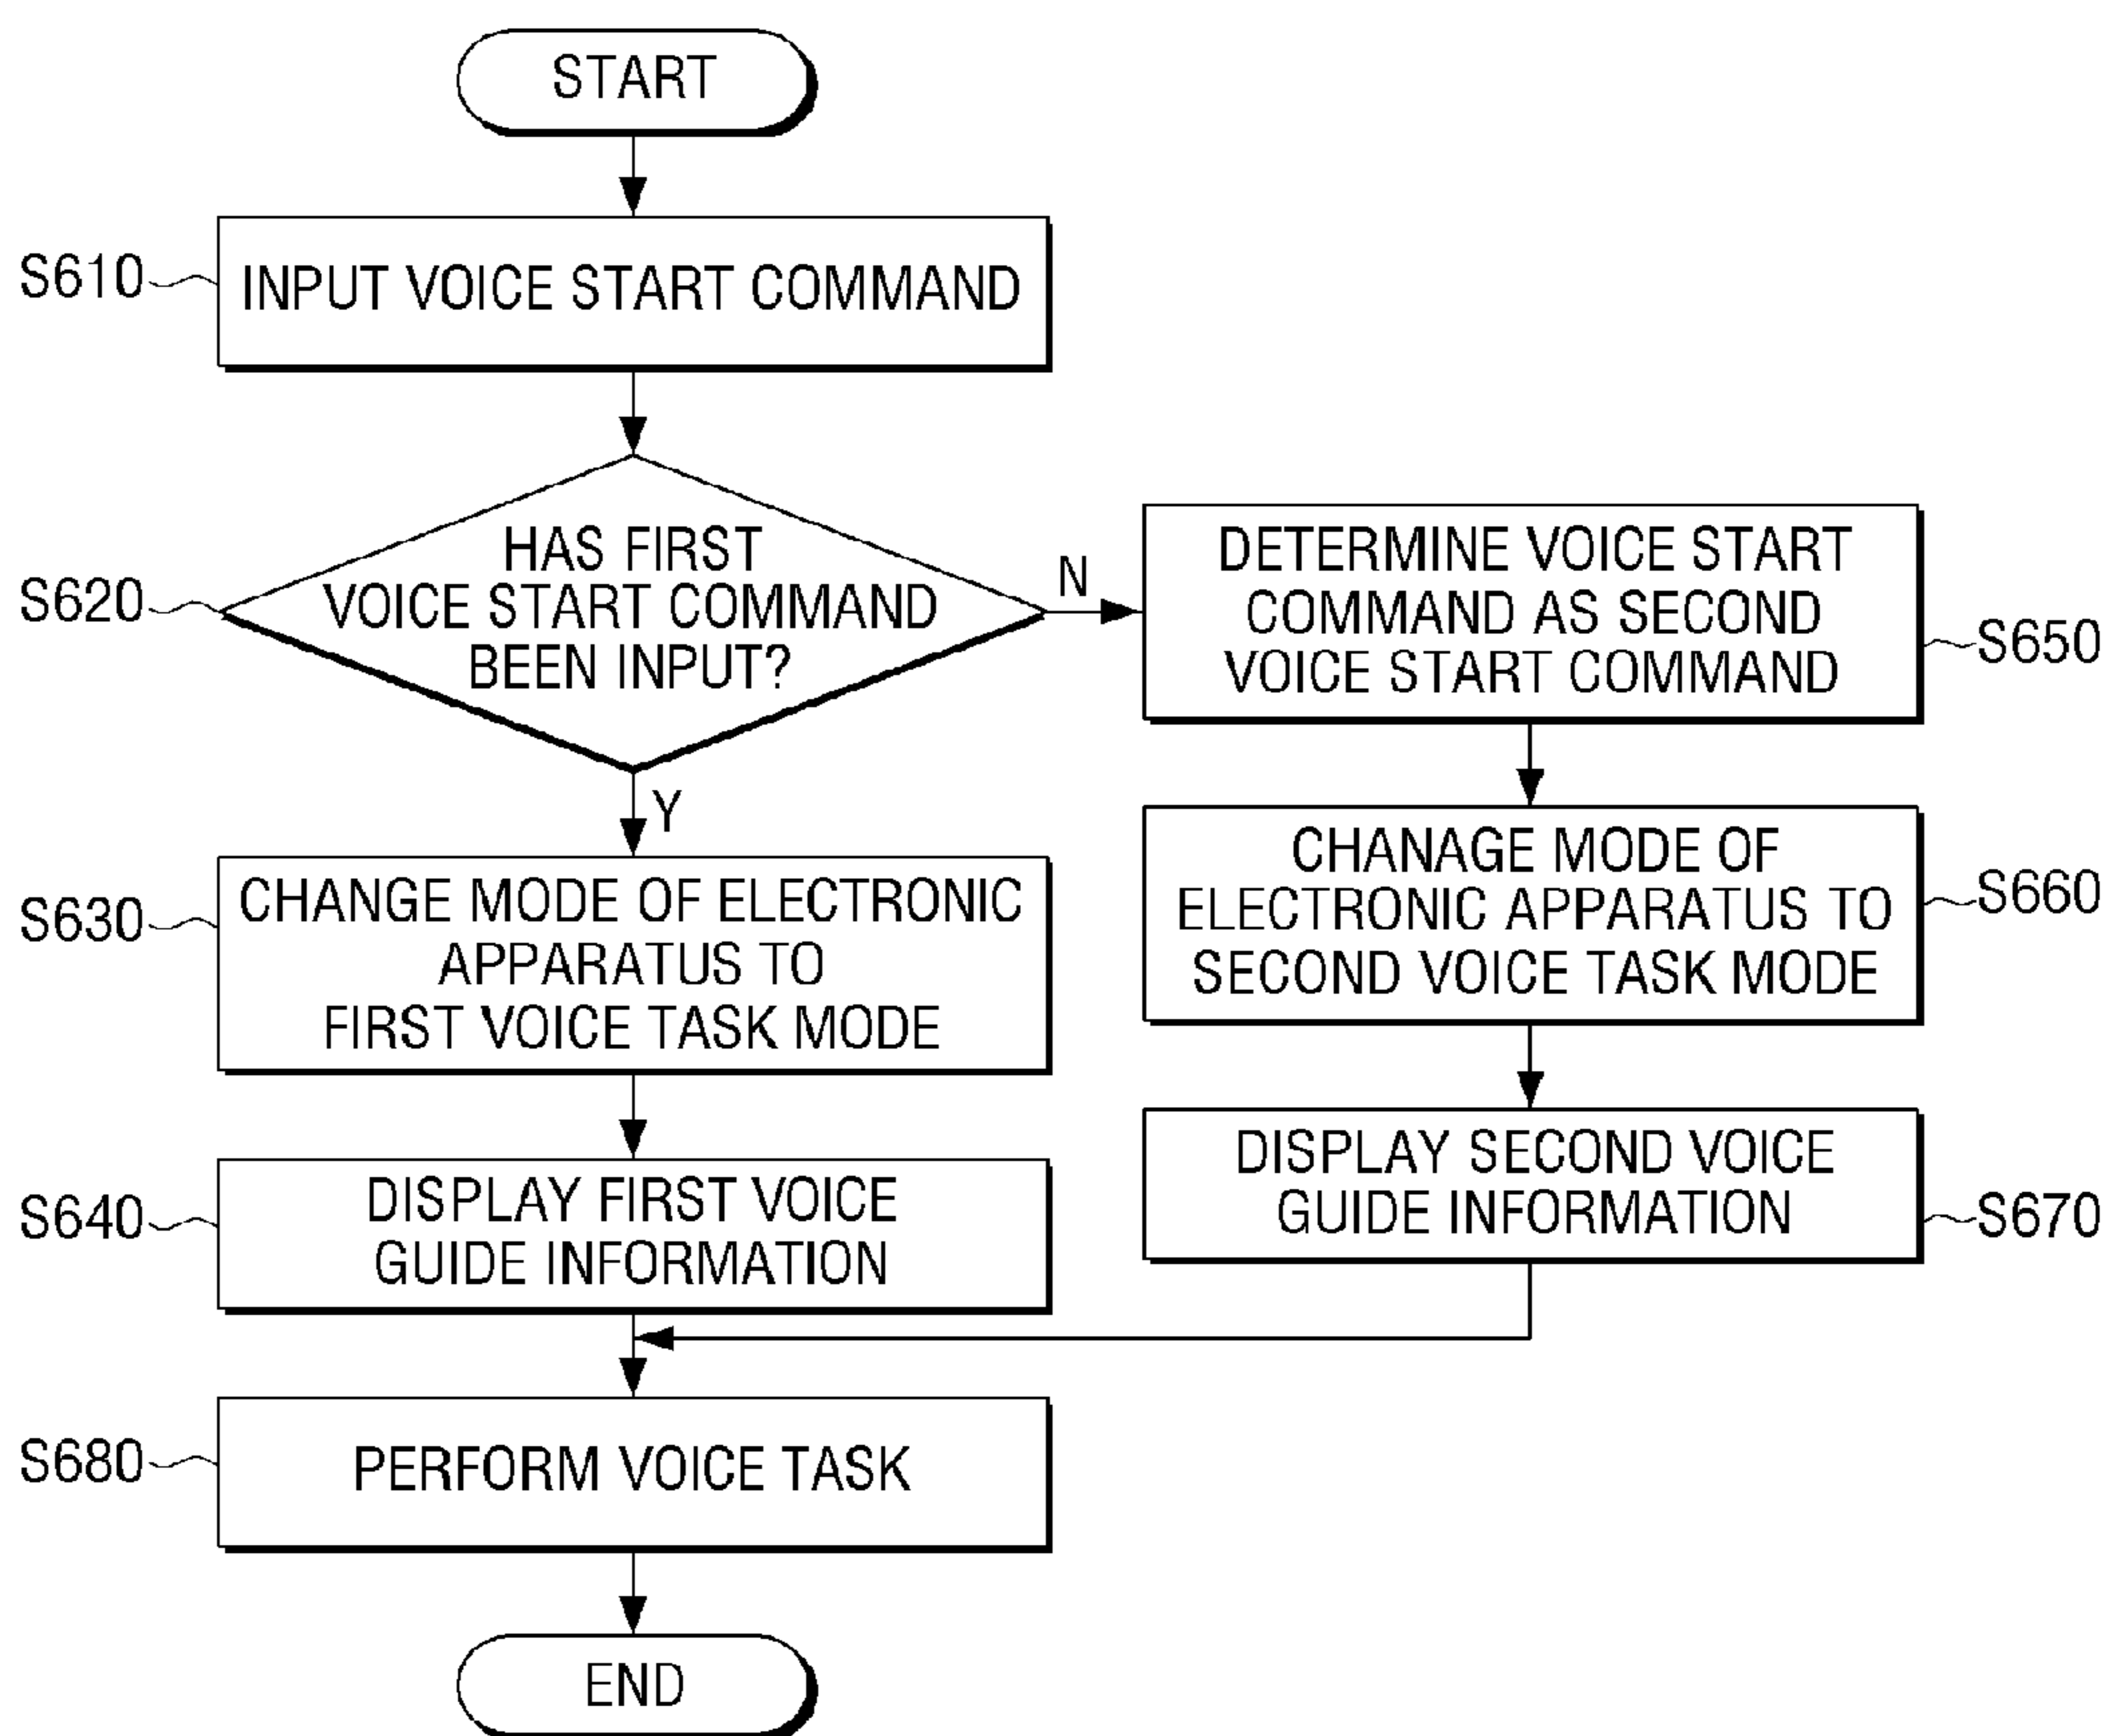 START
S610
INPUT VOICE START COMMAND
S620
HAS FIRST
VOICE START COMMAND
BEEN INPUT?
N
Y
DETERMINE VOICE START
COMMAND AS SECOND
VOICE START COMMAND
S650
S630
CHANGE MODE OF ELECTRONIC
APPARATUS TO
FIRST VOICE TASK MODE
CHANAGE MODE OF
ELECTRONIC APPARATUS TO
SECOND VOICE TASK MODE
S660
S640
DISPLAY FIRST VOICE
GUIDE INFORMATION
DISPLAY SECOND VOICE
GUIDE INFORMATION
S670
S680
PERFORM VOICE TASK
END